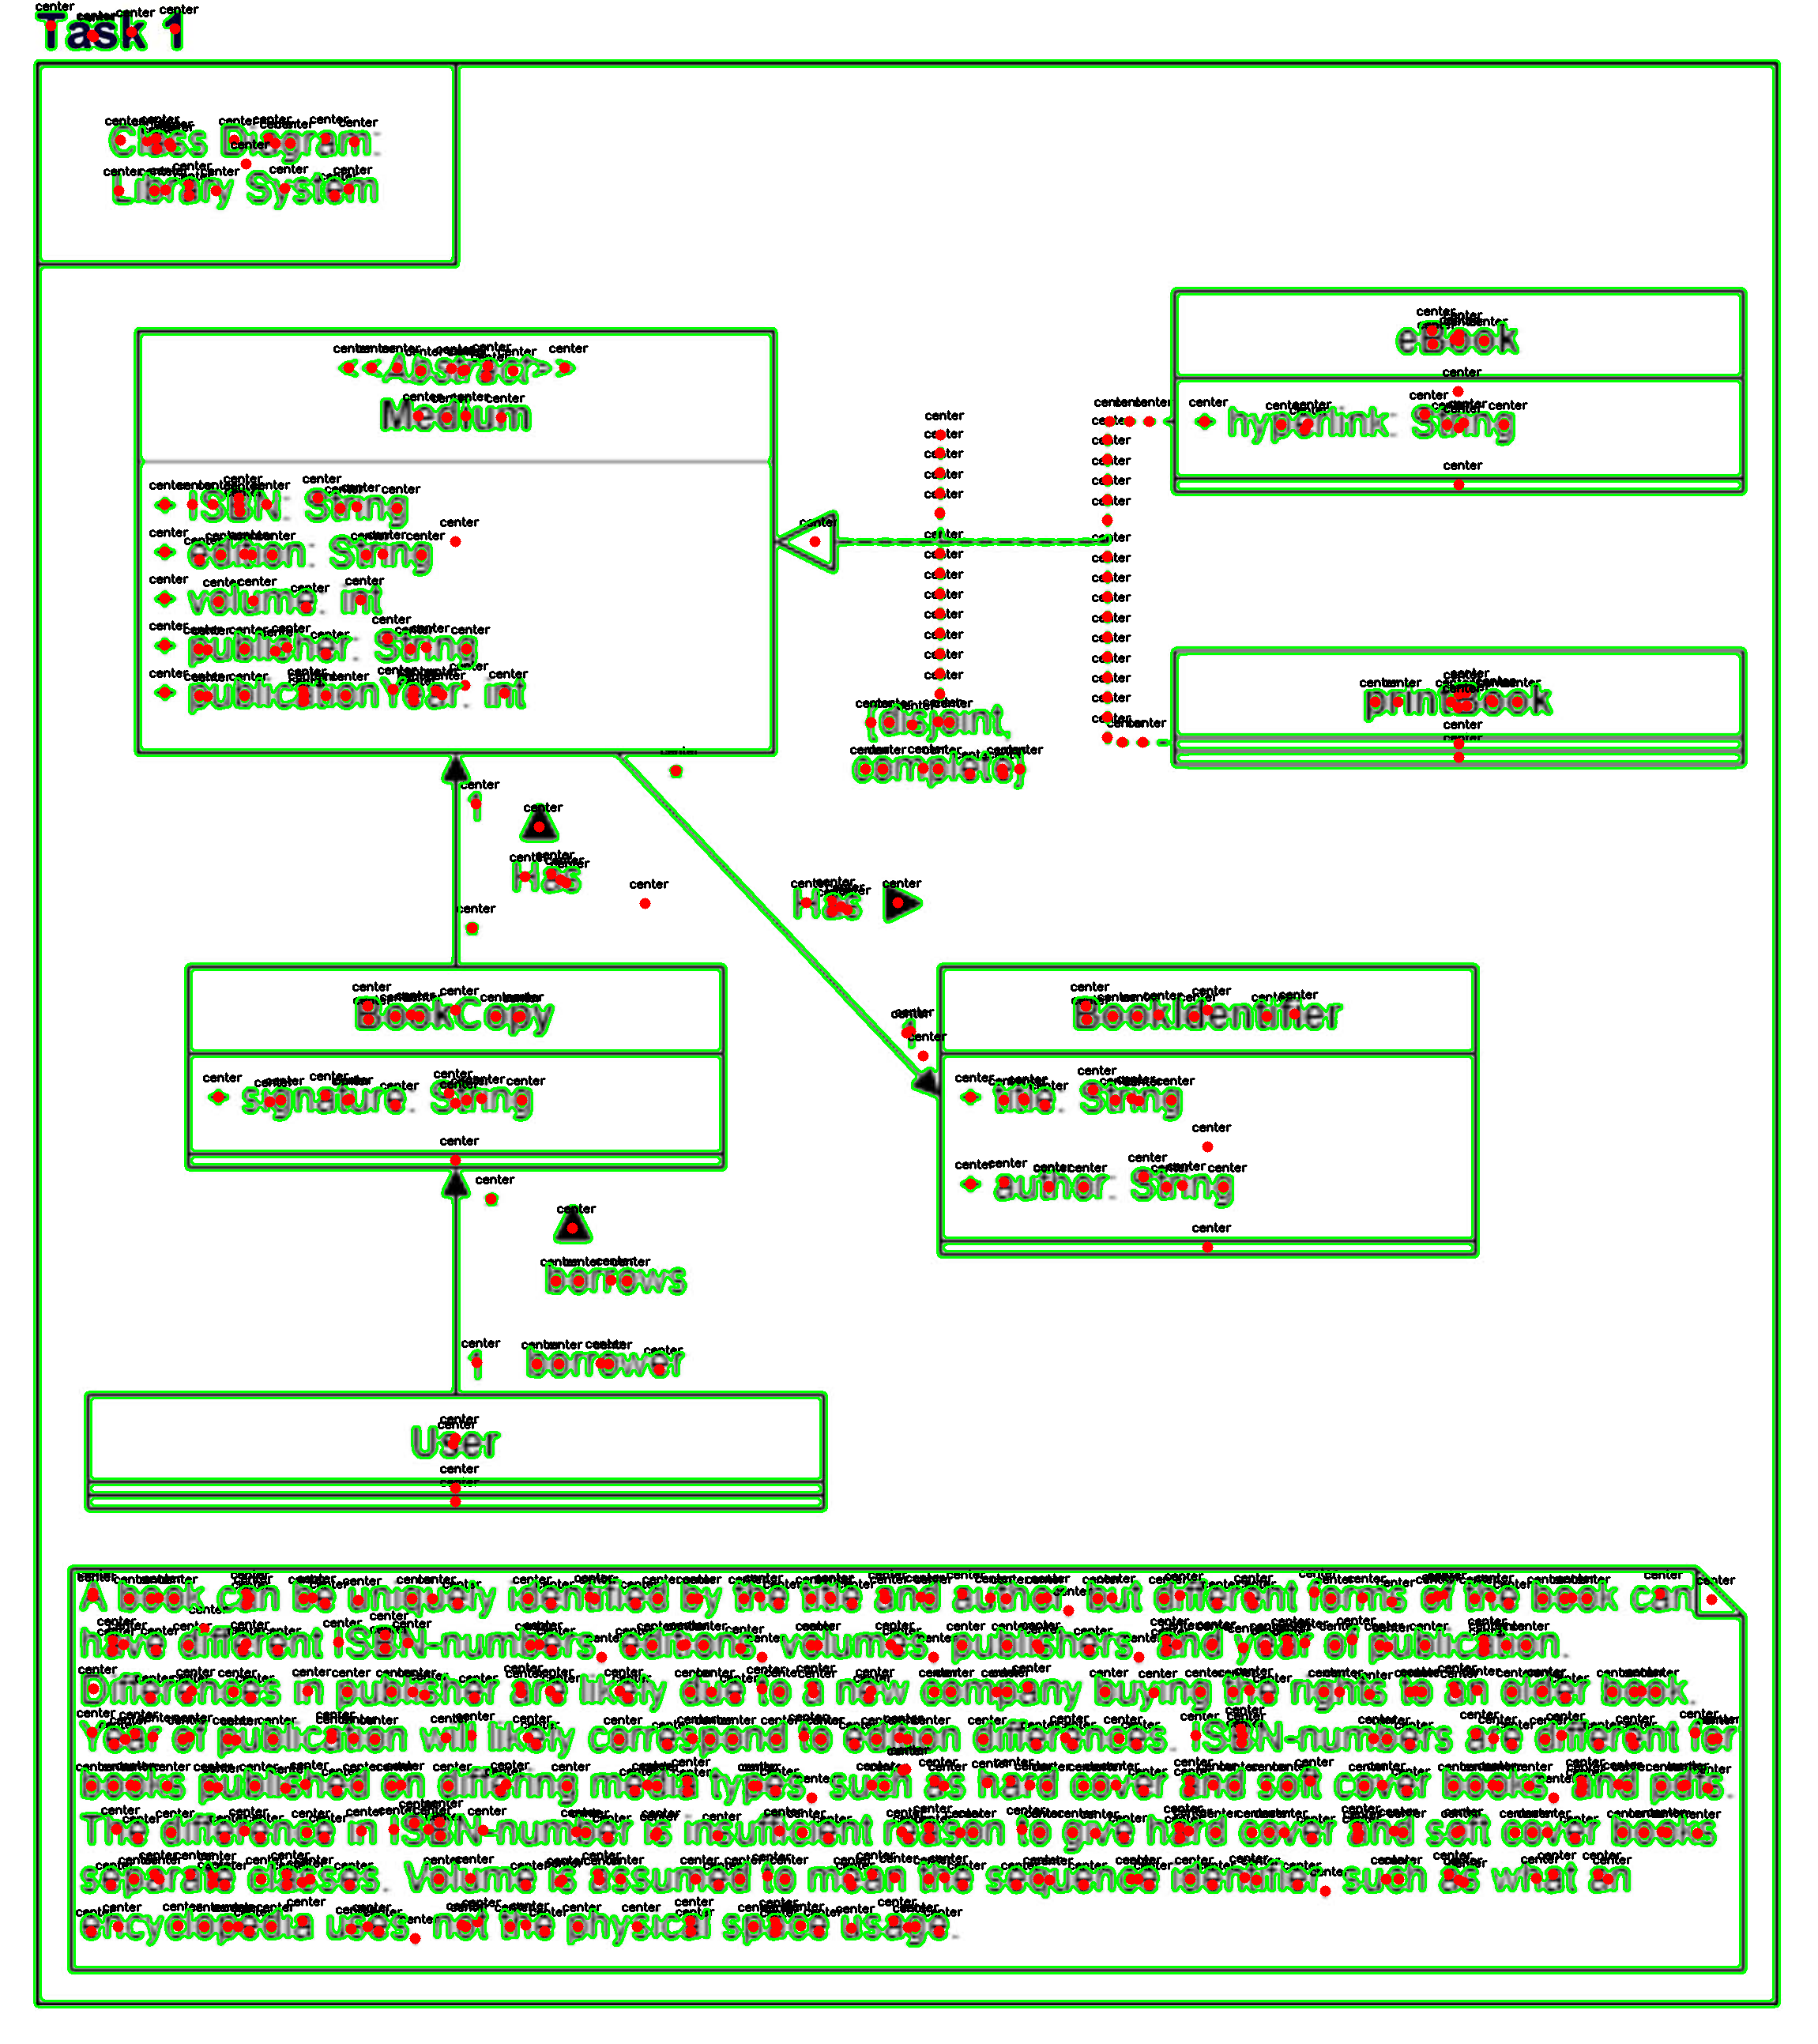 Task 1
Class Diagram:
Library System
<<Abstract>>
Medium
ISBN: String
edition: String
volume: int
publisher: String
publicationYear: int
eBook
hyperlink: String
printBook
{disjoint,
complete}
1
Has
Has
BookCopy
signature: String
1
BookIdentifier
title: String
author: String
borrows
1 borrower
User
A book can be uniquely identified by the title and author, but different forms of the book can
have different ISBN-numbers, editions, volumes, publishers, and year of publication.
Differences in publisher are likely due to a new company buying the rights to an older book.
Year of publication will likely correspond to edition differences. ISBN-numbers are different for
books published on differing media types, such as hard cover and soft cover books, and pdfs.
The difference in ISBN-number is insufficient reason to give hard cover and soft cover books
separate classes. Volume is assumed to mean the sequence identifier, such as what an
encyclopedia uses, not the physical space usage.